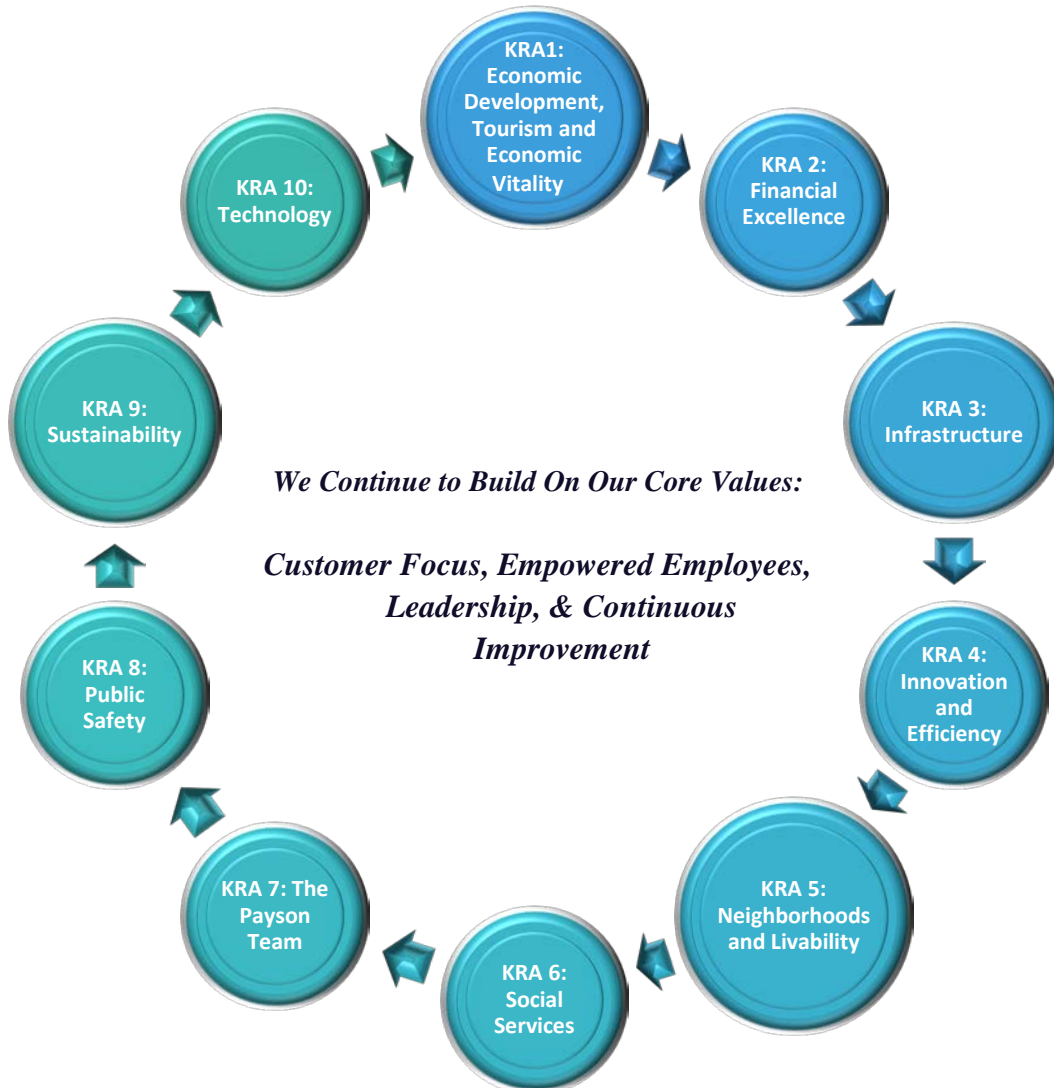 KRA1:
Economic
Development,
Tourism and
Economic
Vitality
KRA 2:
Financial
Excellence
KRA 3:
Infrastructure
KRA 4:
Innovation
and
Efficiency
KRA 5:
Neighborhoods
and Livability
KRA 6:
Social
Services
KRA 7: The
Payson
Team
KRA 8:
Public
Safety
KRA 9:
Sustainability
KRA 10:
Technology
We Continue to Build On Our Core Values:
Customer Focus, Empowered Employees,
Leadership, & Continuous
Improvement